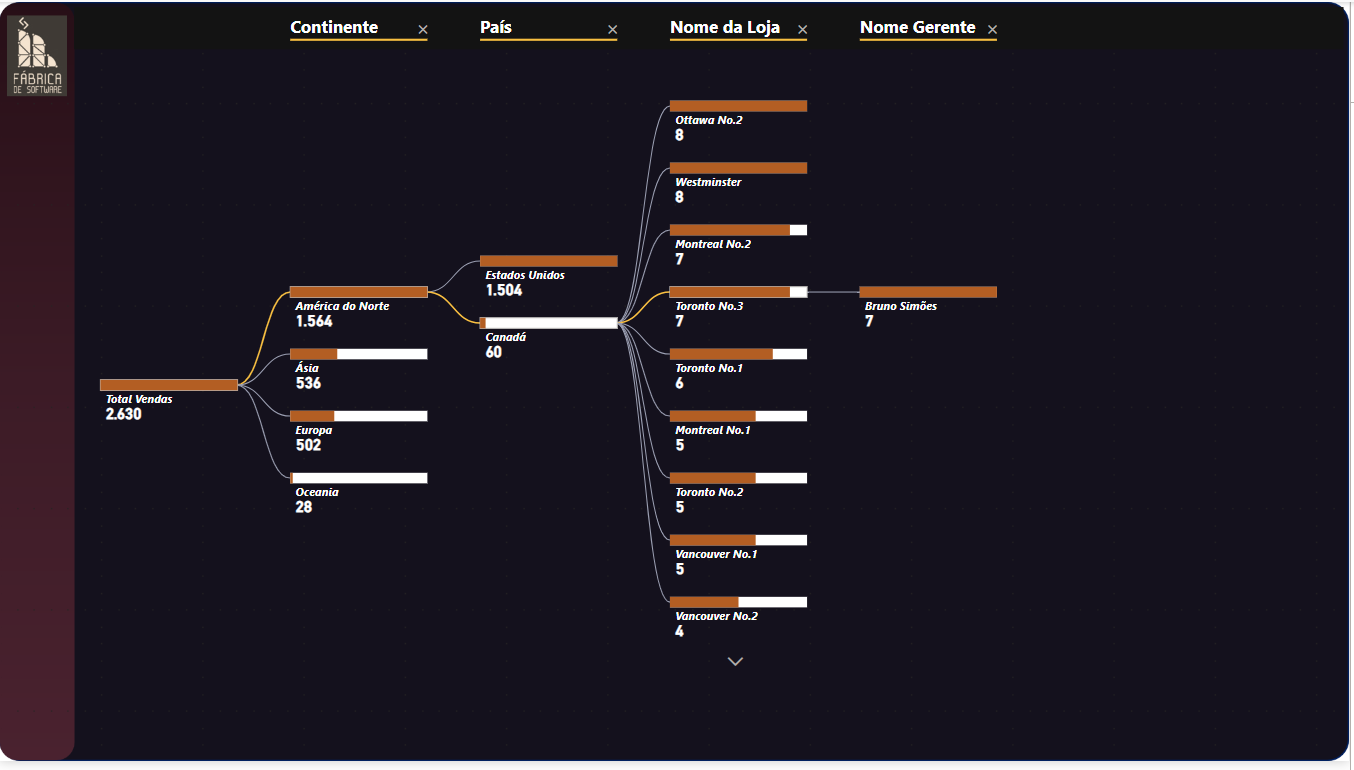 FÁBRICA
DE SOFTWARE
Continente
País
Nome da Loja
Nome Gerente
Total Vendas
2.630
América do Norte
1.564
Ásia
536
Europa
502
Oceania
28
Estados Unidos
1.504
Canadá
60
Ottawa No.2
8
Westminster
8
Montreal No.2
7
Toronto No.3
7
Toronto No.1
6
Montreal No.1
5
Toronto No.2
5
Vancouver No.1
5
Vancouver No.2
4
Bruno Simões
7